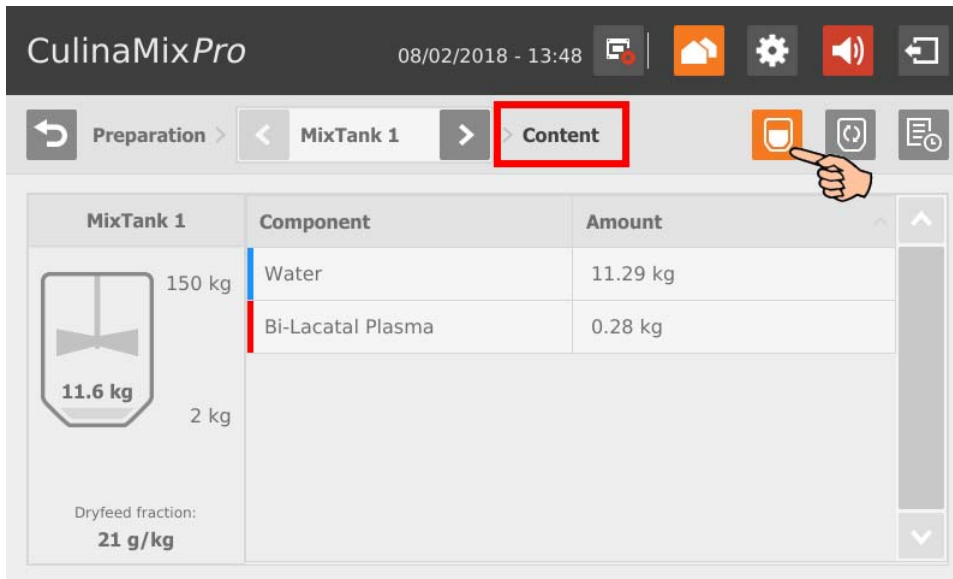 CulinaMixPro 08/02/2018 - 13:48
Preparation > < MixTank 1 > > Content
MixTank 1 Component Amount
150 kg
Water 11.29 kg
Bi-Lacatal Plasma 0.28 kg
11.6 kg
2 kg
Dryfeed fraction:
21 g/kg